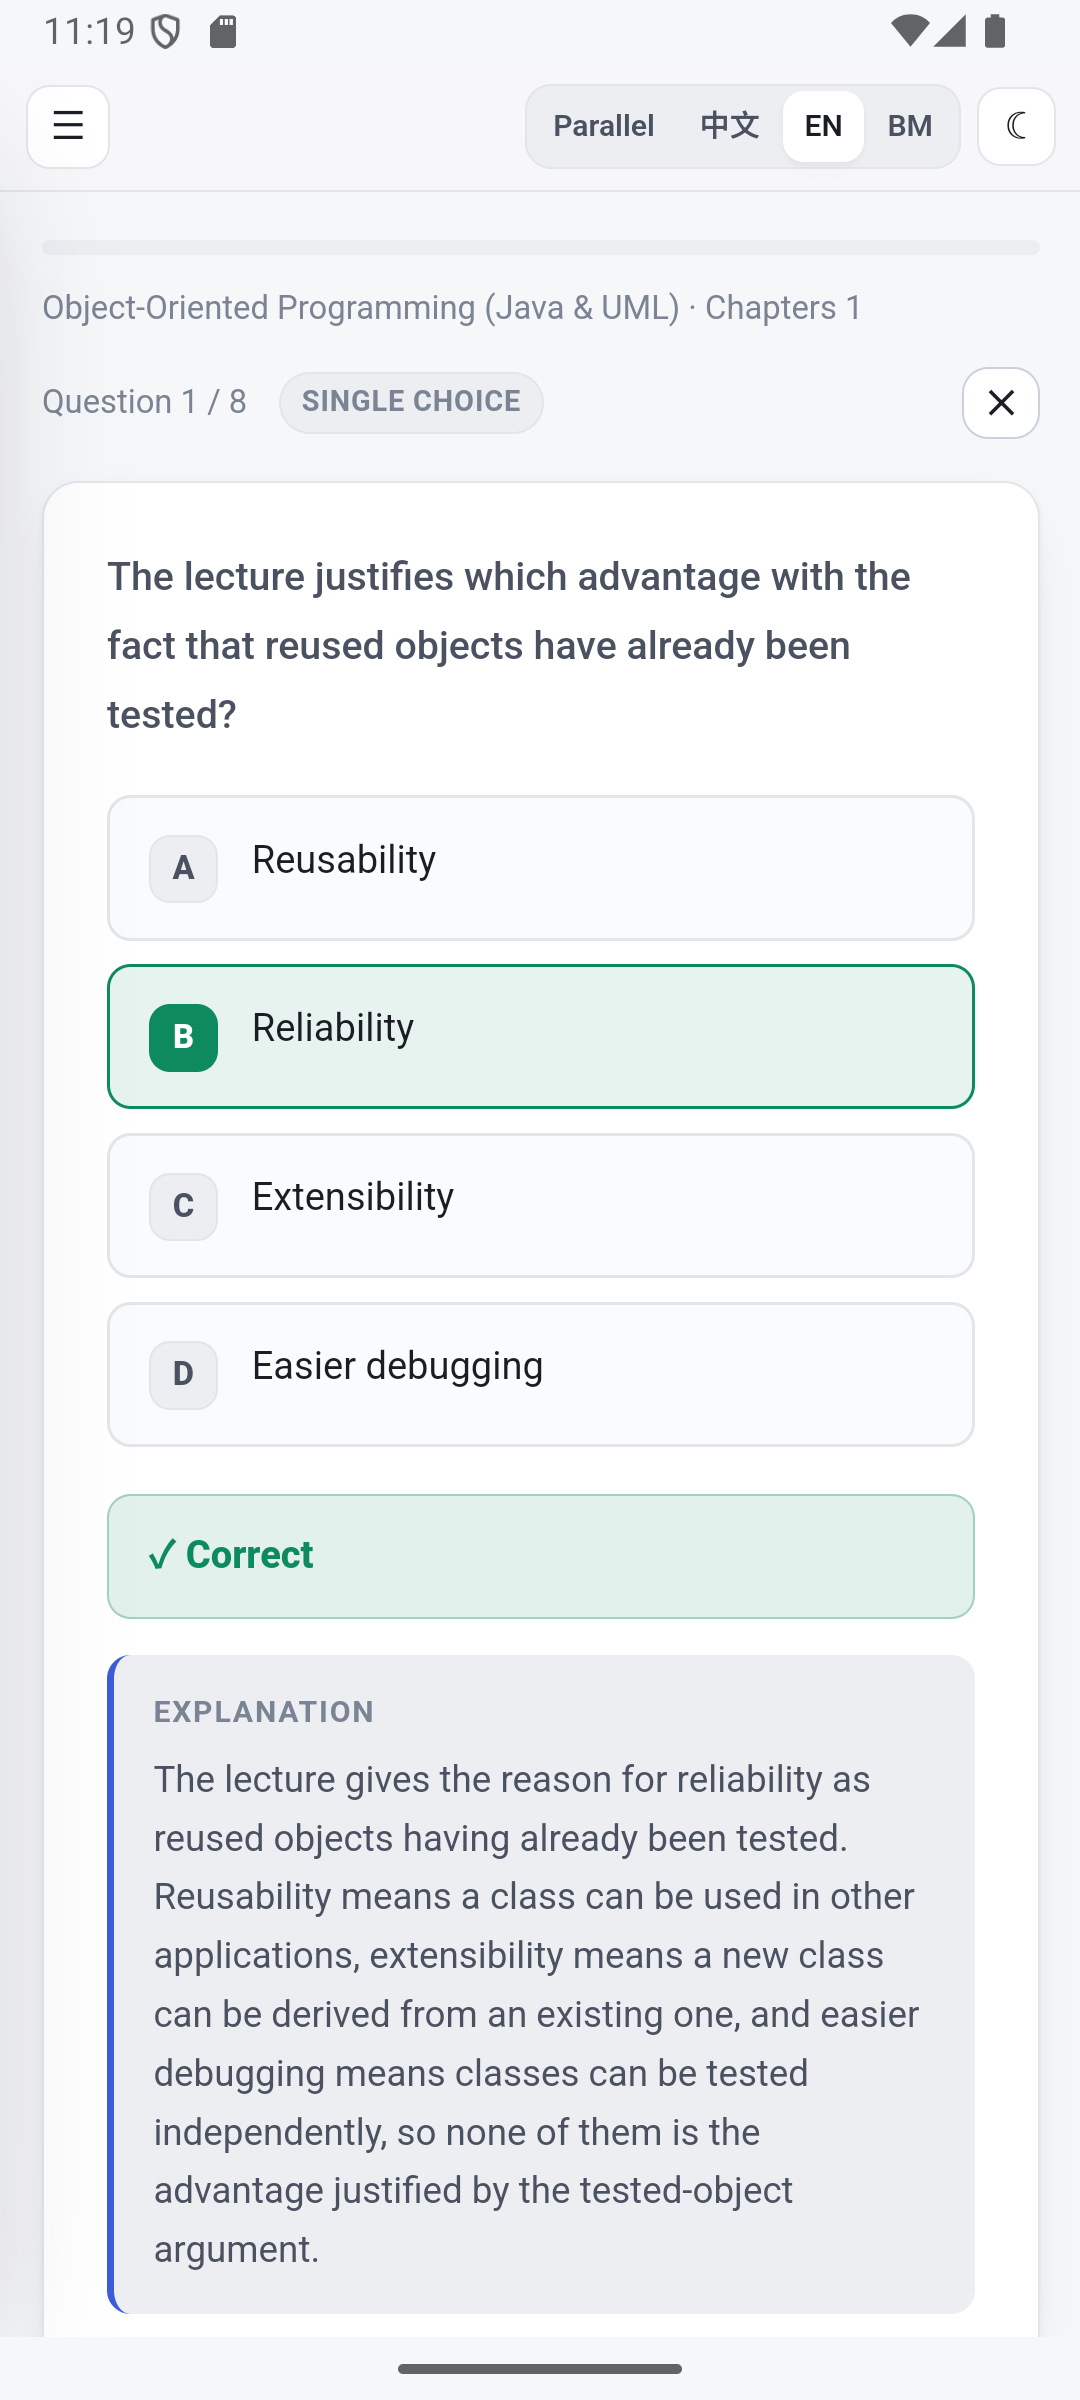 11:19
Parallel 中文 EN BM
Object-Oriented Programming (Java & UML) · Chapters 1
Question 1 / 8 SINGLE CHOICE
The lecture justifies which advantage with the
fact that reused objects have already been
tested?
A Reusability
B Reliability
C Extensibility
D Easier debugging
✓ Correct
EXPLANATION
The lecture gives the reason for reliability as
reused objects having already been tested.
Reusability means a class can be used in other
applications, extensibility means a new class
can be derived from an existing one, and easier
debugging means classes can be tested
independently, so none of them is the
advantage justified by the tested-object
argument.